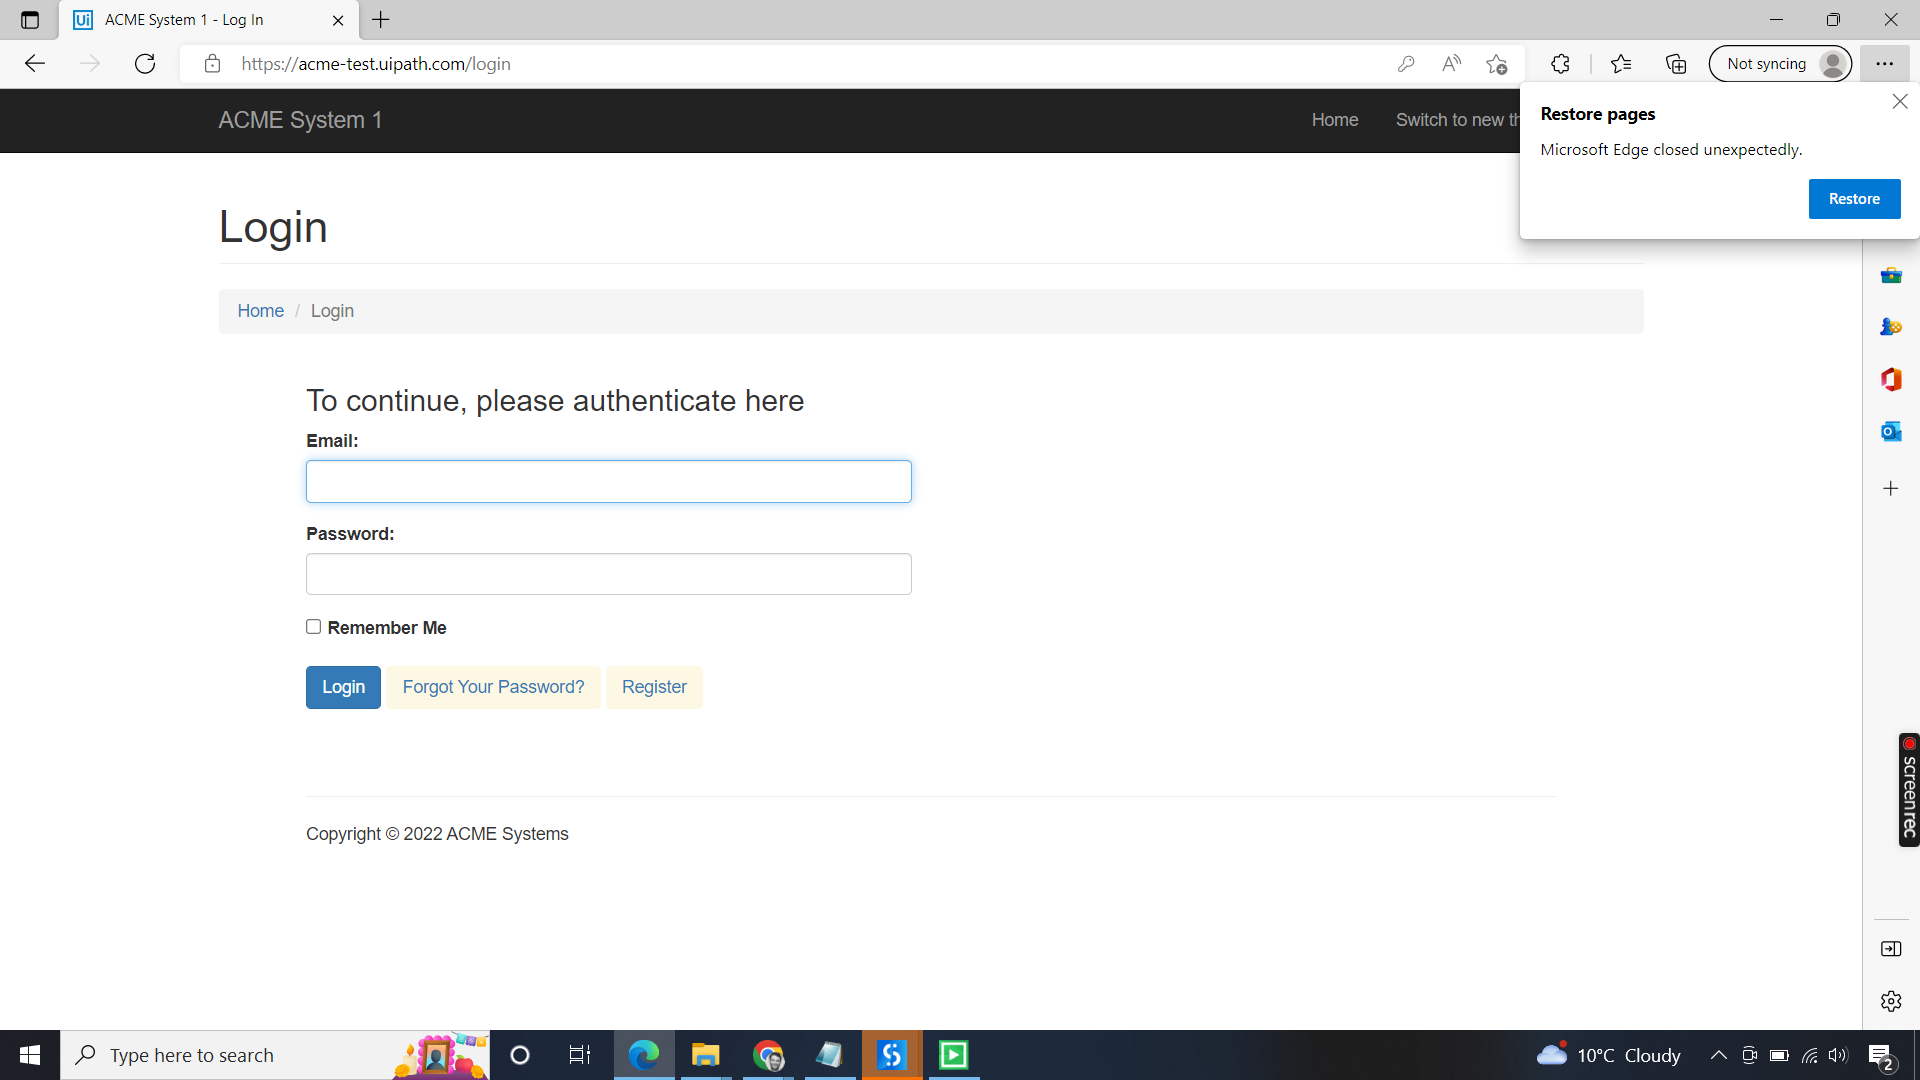 Ui ACME System 1 - Log In
https://acme-test.uipath.com/login
Not syncing
ACME System 1
Home
Switch to new th
Restore pages
Microsoft Edge closed unexpectedly.
Restore
Login
Home / Login
To continue, please authenticate here
Email:
Password:
Remember Me
Login
Forgot Your Password?
Register
screenrec
Copyright © 2022 ACME Systems
Type here to search
10°C Cloudy
2